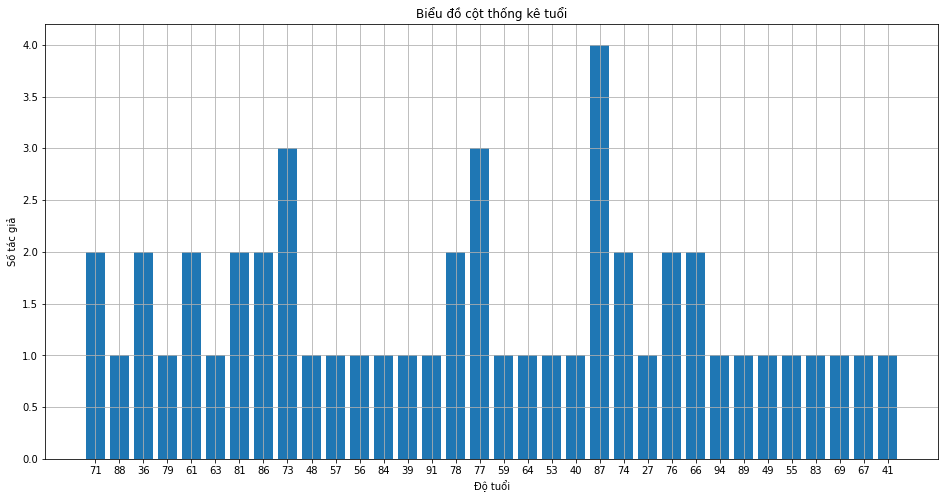 Biểu đồ cột thống kê tuổi
Số tác giả
4.0
3.5
3.0
2.5
2.0
1.5
1.0
0.5
0.0
71 88 36 79 61 63 81 86 73 48 57 56 84 39 91 78 77 59 64 53 40 87 74 27 76 66 94 89 49 55 83 69 67 41
Độ tuổi